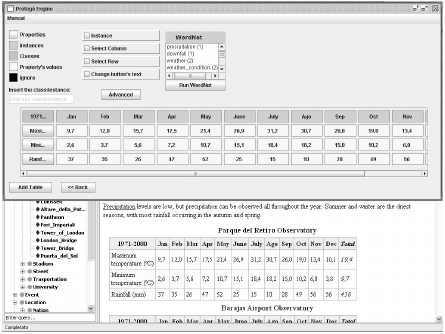 Protegé Engine
Manual
Properties
Instances
Classes
Property's values
Ignore
Instance
Select Column
Select Row
Change button's text
WordNet
precipitation (1)
downfall (1)
weather (2)
weather_condition (2)
Run WordNet
Insert the class/instance:
Advanced
1971... Jan Feb Mar Apr May June July Ago Sep Oct Nov
Maxi... 9,7 12,0 15,7 17,5 21,4 26,9 31,2 30,7 26,0 19,0 13,4
Mini... 2,6 3,7 5,6 7,2 10,7 15,1 18,4 18,2 15,0 10,2 6,0
Rainf... 37 35 26 47 52 25 15 10 28 49 56
Add Table
<< Back
Colosseo
Altare_della_Pat...
Pantheon
Fori_Imperiali
Tower_of_London
London_Bridge
Tower_Bridge
Puerta_del_Sol
Stadium
Street
Trasportation
University
Event
Location
Nation
Enter query...
Completata
Precipitation levels are low, but precipitation can be observed all throughout the year. Summer and winter are the driest
seasons, with most rainfall occurring in the autumn and spring.
Parque del Retiro Observatory
1971-2000 Jan Feb Mar Apr May June July Ago Sep Oct Nov Dec Total
Maximum temperature (ºC) 9,7 12,0 15,7 17,5 21,4 26,9 31,2 30,7 26,0 19,0 13,4 10,1 19,4
Minimum temperature (ºC) 2,6 3,7 5,6 7,2 10,7 15,1 18,4 18,2 15,0 10,2 6,0 3,8 9,7
Rainfall (mm) 37 35 26 47 52 25 15 10 28 49 56 56 436
Barajas Airport Observatory
1971-2000 Jan Feb Mar Apr May June July Ago Sep Oct Nov Dec Total